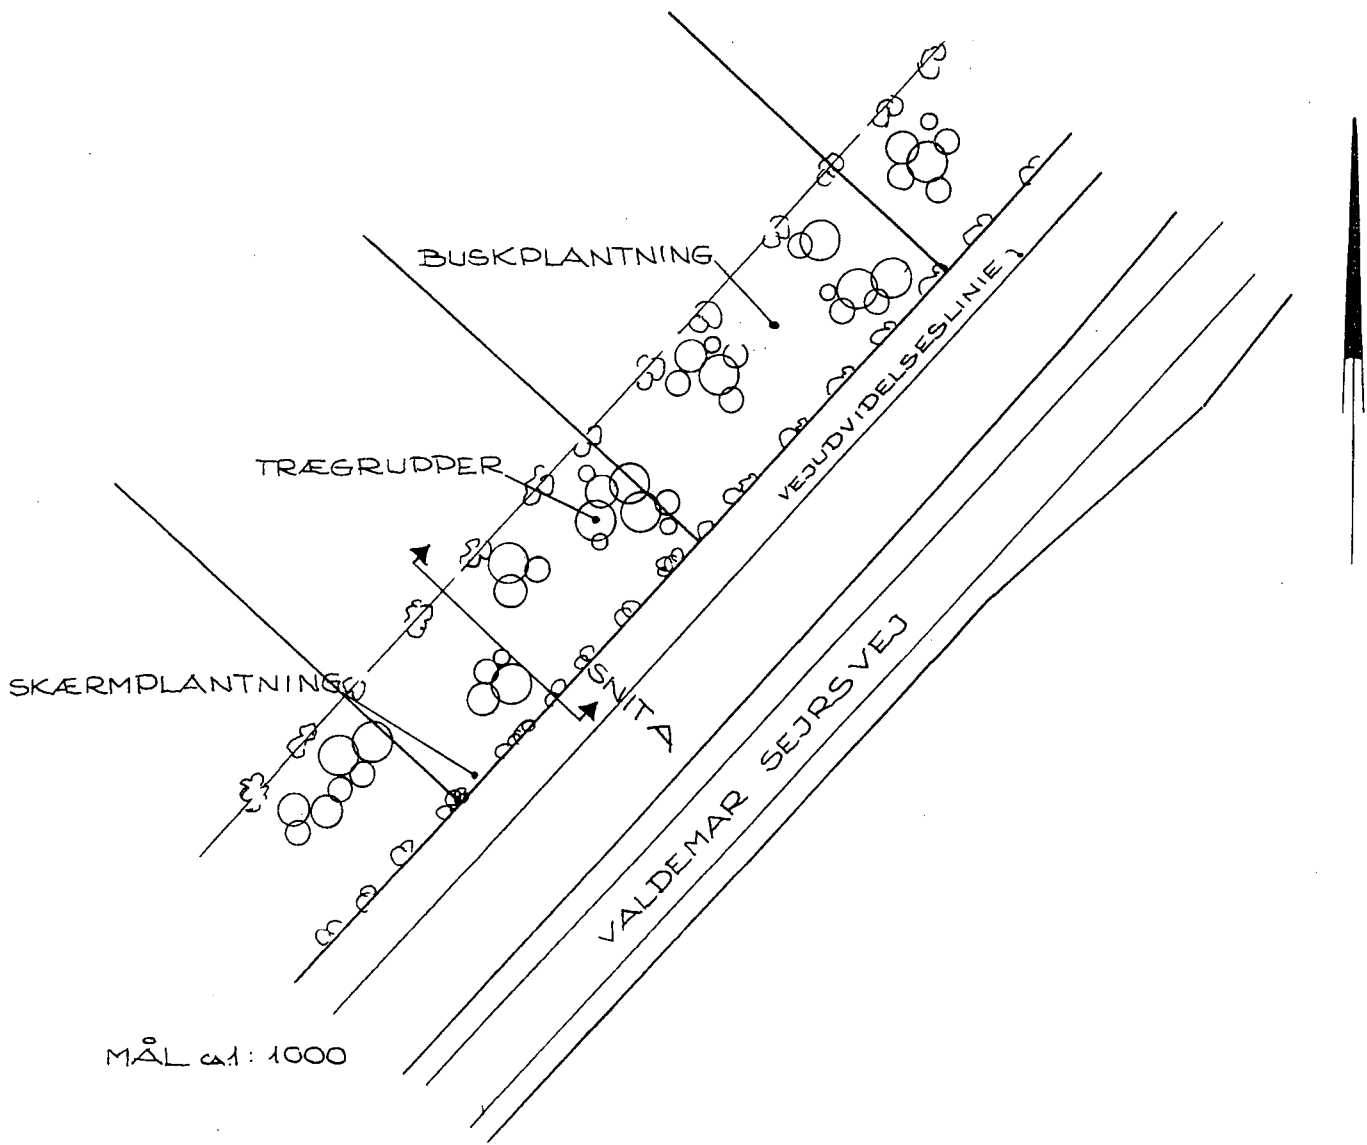 BUSKPLANTNING
VEJUDVIDELSESLINIE
TRÆGRUPPER
SKÆRMPLANTNING
SNIT A
VALDEMAR SEJRSVEJ
MÅL ca 1 : 1000